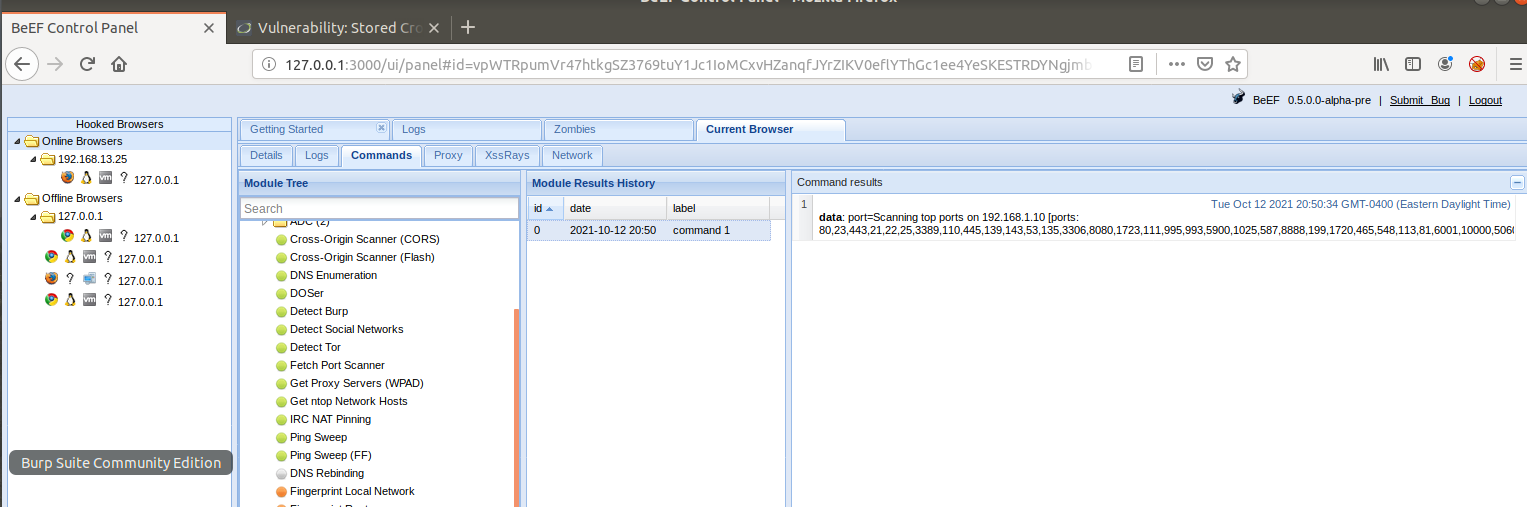 BeEF Control Panel - Mozilla Firefox
BeEF Control Panel
Vulnerability: Stored Cro
127.0.0.1:3000/ui/panel#id=
BeEF 0.5.0.0-alpha-pre | Submit Bug | Logout
Hooked Browsers
Online Browsers
192.168.13.25
? 127.0.0.1
Offline Browsers
127.0.0.1
? 127.0.0.1
? 127.0.0.1
? ? 127.0.0.1
? 127.0.0.1
Getting Started
Logs
Zombies
Current Browser
Details
Logs
Commands
Proxy
XssRays
Network
Module Tree
Search
ADC (2)
Cross-Origin Scanner (CORS)
Cross-Origin Scanner (Flash)
DNS Enumeration
DOSer
Detect Burp
Detect Social Networks
Detect Tor
Fetch Port Scanner
Get Proxy Servers (WPAD)
Get ntop Network Hosts
IRC NAT Pinning
Ping Sweep
Ping Sweep (FF)
DNS Rebinding
Fingerprint Local Network
Module Results History
id date label
0 2021-10-12 20:50 command 1
Command results
1
Tue Oct 12 2021 20:50:34 GMT-0400 (Eastern Daylight Time)
data: port=Scanning top ports on 192.168.1.10 [ports:
80,23,443,21,22,25,3389,110,445,139,143,53,135,3306,8080,1723,111,995,993,5900,1025,587,8888,199,1720,465,548,113,81,6001,10000,5060
Burp Suite Community Edition